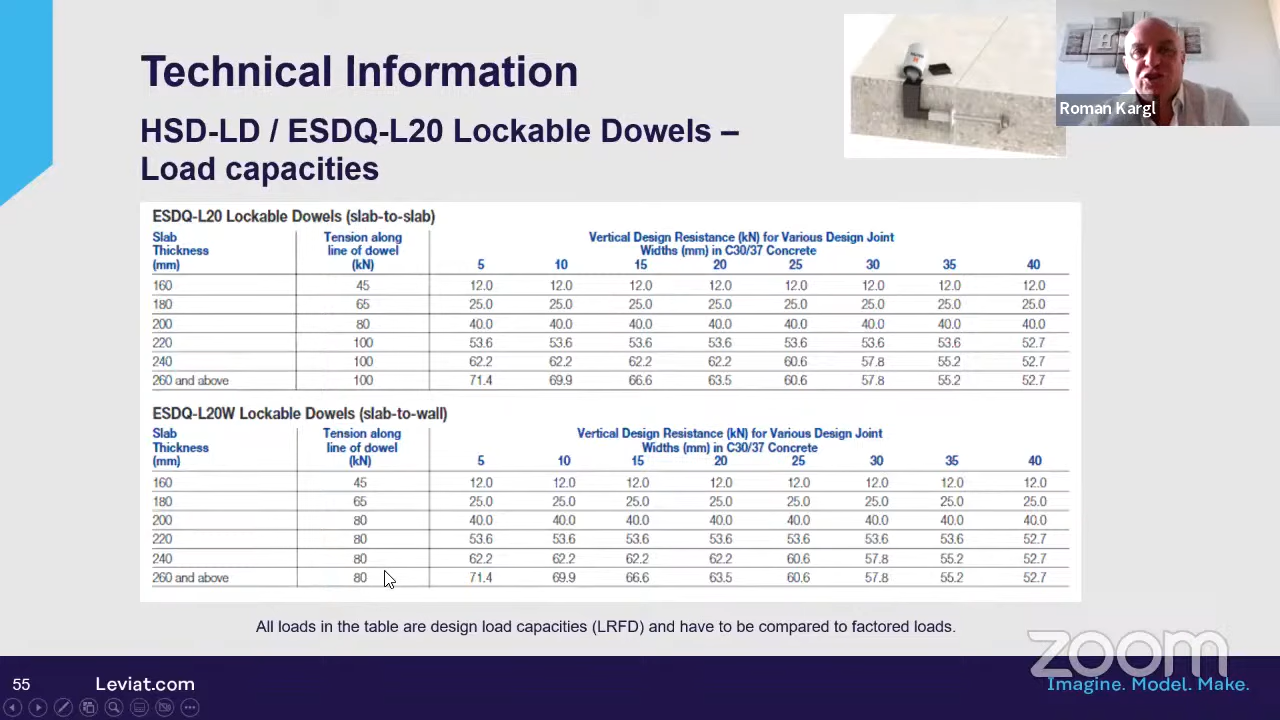 Technical Information
HSD-LD / ESDQ-L20 Lockable Dowels –
Load capacities
Roman Kargl
ESDQ-L20 Lockable Dowels (slab-to-slab)
Slab Thickness (mm) Tension along line of dowel (kN) Vertical Design Resistance (kN) for Various Design Joint Widths (mm) in C30/37 Concrete
5 10 15 20 25 30 35 40
160 45 12.0 12.0 12.0 12.0 12.0 12.0 12.0 12.0
180 65 25.0 25.0 25.0 25.0 25.0 25.0 25.0 25.0
200 80 40.0 40.0 40.0 40.0 40.0 40.0 40.0 40.0
220 100 53.6 53.6 53.6 53.6 53.6 53.6 53.6 52.7
240 100 62.2 62.2 62.2 62.2 60.6 57.8 55.2 52.7
260 and above 100 71.4 69.9 66.6 63.5 60.6 57.8 55.2 52.7
ESDQ-L20W Lockable Dowels (slab-to-wall)
Slab Thickness (mm) Tension along line of dowel (kN) Vertical Design Resistance (kN) for Various Design Joint Widths (mm) in C30/37 Concrete
5 10 15 20 25 30 35 40
160 45 12.0 12.0 12.0 12.0 12.0 12.0 12.0 12.0
180 65 25.0 25.0 25.0 25.0 25.0 25.0 25.0 25.0
200 80 40.0 40.0 40.0 40.0 40.0 40.0 40.0 40.0
220 80 53.6 53.6 53.6 53.6 53.6 53.6 53.6 52.7
240 80 62.2 62.2 62.2 62.2 60.6 57.8 55.2 52.7
260 and above 80 71.4 69.9 66.6 63.5 60.6 57.8 55.2 52.7
All loads in the table are design load capacities (LRFD) and have to be compared to factored loads.
zoom
55 Leviat.com Imagine. Model. Make.